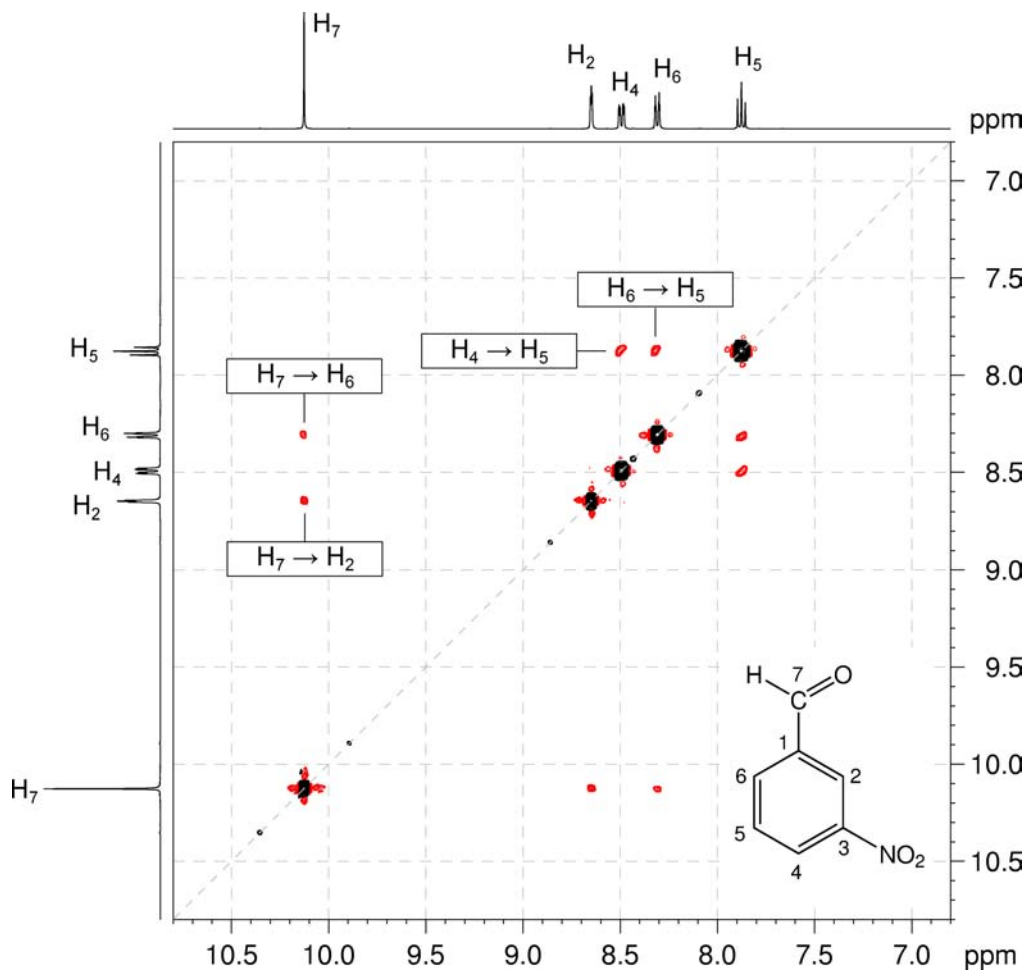 H7
H2
H4
H6
H5
ppm
7.0
7.5
H6 → H5
H5
H4 → H5
8.0
H7 → H6
H6
H4
8.5
H2
H7 → H2
9.0
9.5
H 7 O
C
1
H7
10.0
6 2
5 3
10.5
4 NO2
10.5 10.0 9.5 9.0 8.5 8.0 7.5 7.0 ppm